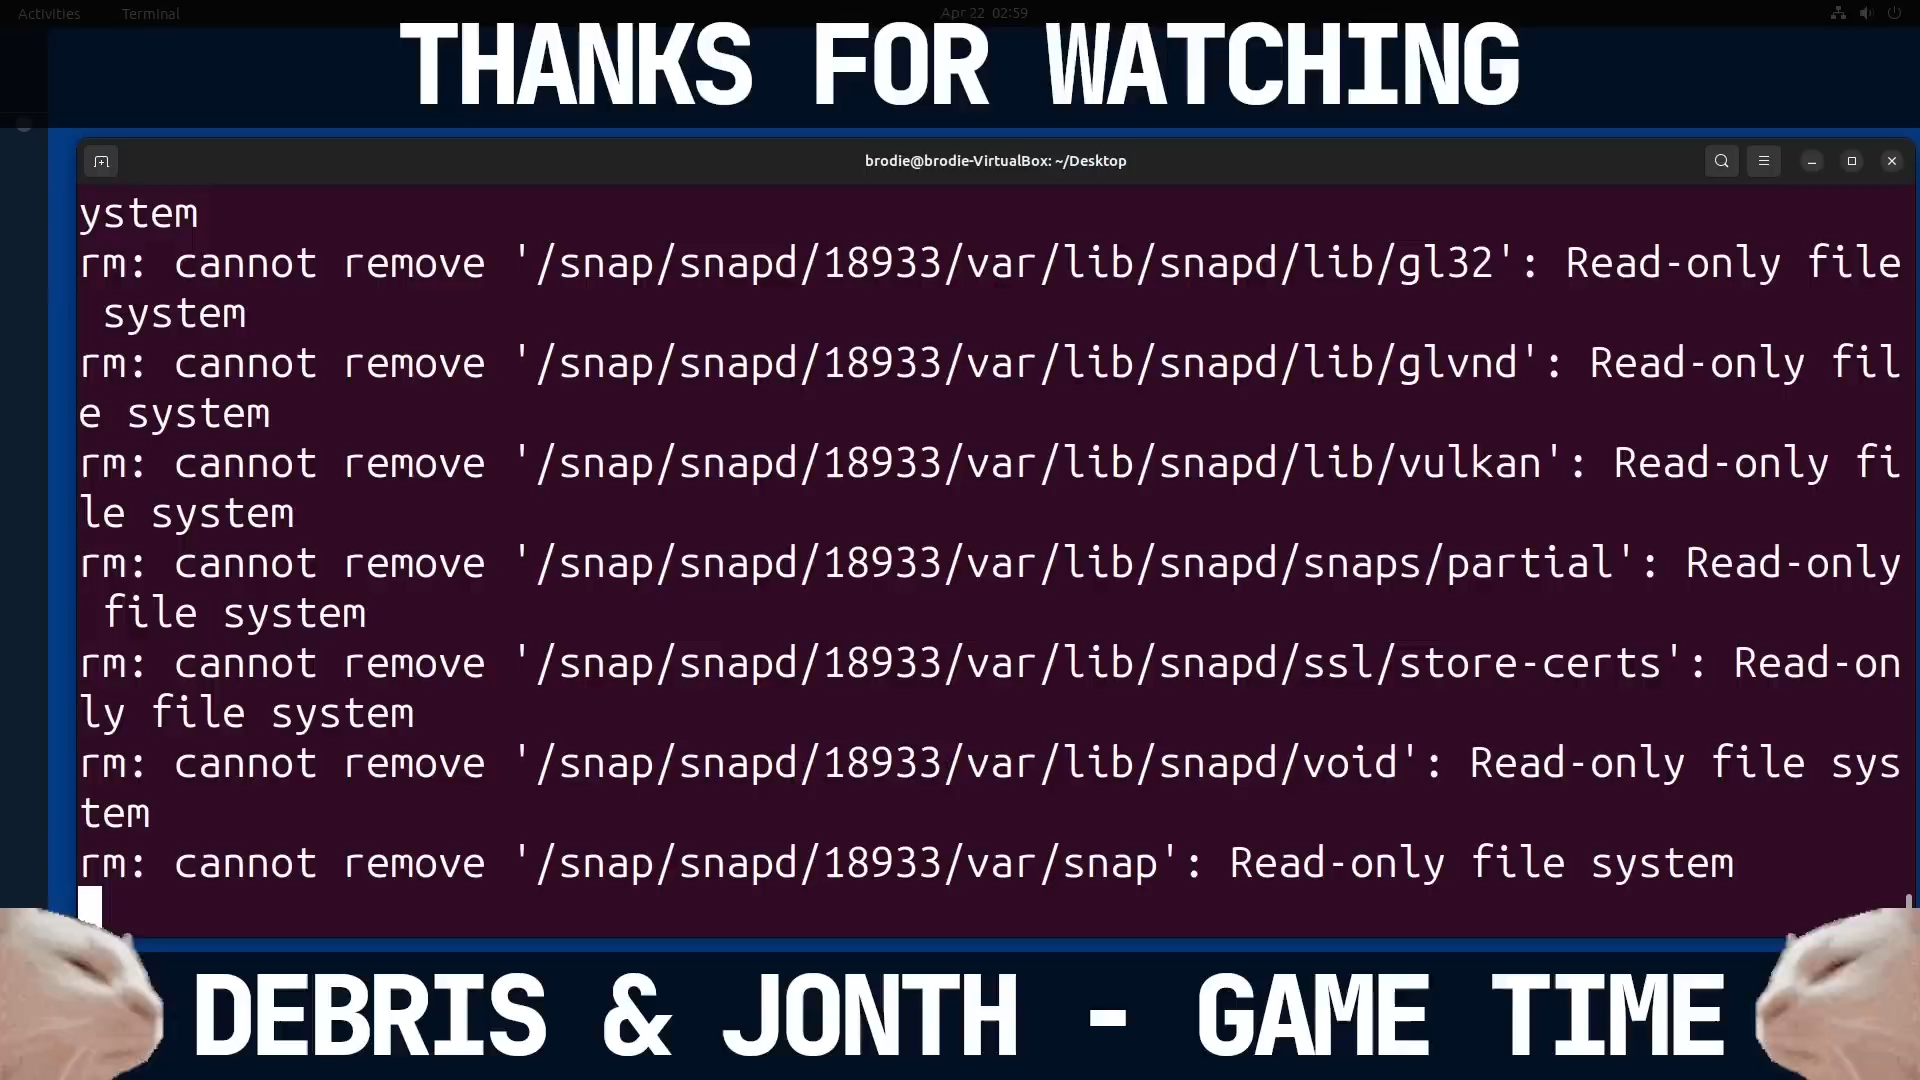 Activities Terminal Apr 22 02:59
THANKS FOR WATCHING
brodie@brodie-VirtualBox: ~/Desktop
ystem
rm: cannot remove '/snap/snapd/18933/var/lib/snapd/lib/gl32': Read-only file
 system
rm: cannot remove '/snap/snapd/18933/var/lib/snapd/lib/glvnd': Read-only fil
e system
rm: cannot remove '/snap/snapd/18933/var/lib/snapd/lib/vulkan': Read-only fi
le system
rm: cannot remove '/snap/snapd/18933/var/lib/snapd/snaps/partial': Read-only
 file system
rm: cannot remove '/snap/snapd/18933/var/lib/snapd/ssl/store-certs': Read-on
ly file system
rm: cannot remove '/snap/snapd/18933/var/lib/snapd/void': Read-only file sys
tem
rm: cannot remove '/snap/snapd/18933/var/snap': Read-only file system
DEBRIS & JONTH - GAME TIME